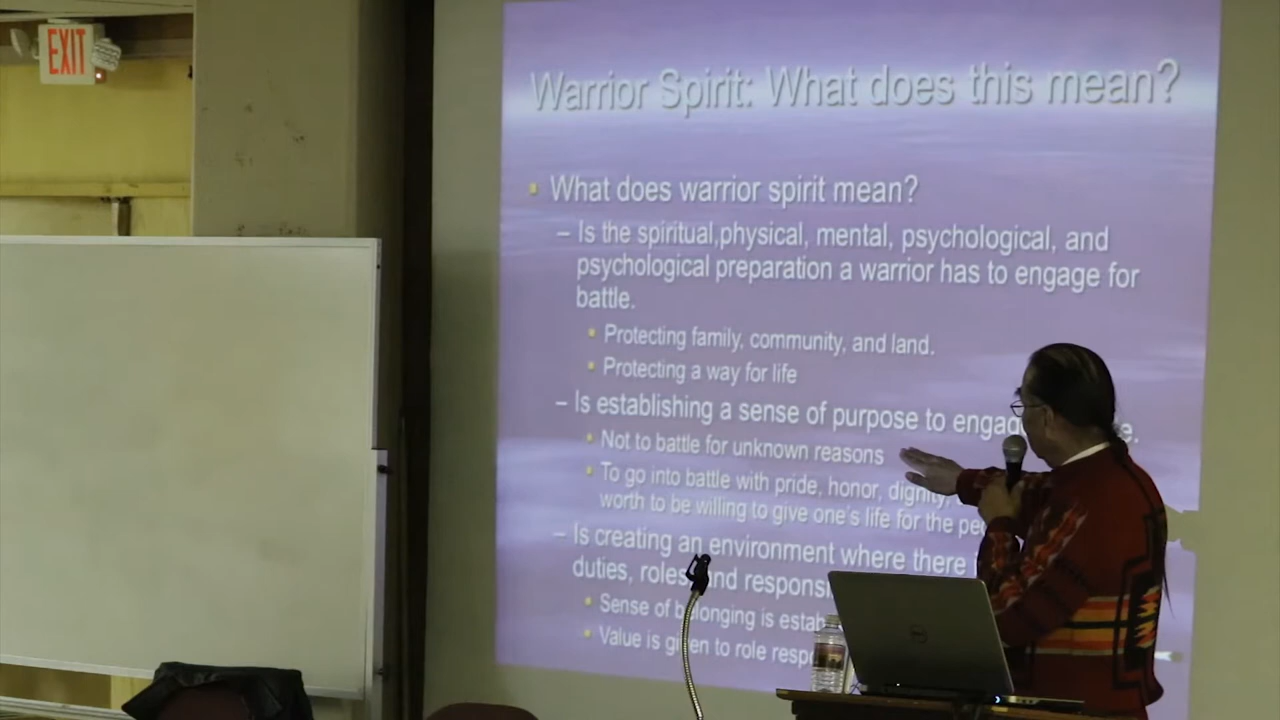 EXIT
Warrior Spirit: What does this mean?
What does warrior spirit mean?
– Is the spiritual,physical, mental, psychological, and
psychological preparation a warrior has to engage for
battle.
Protecting family, community, and land.
Protecting a way for life
– Is establishing a sense of purpose to
Not to battle for unknown reasons
To go into battle with pride, honor, dignity,
worth to be willing to give one's life for the
– Is creating an environment where there
duties, roles and
Sense of belonging is
Value is given to role